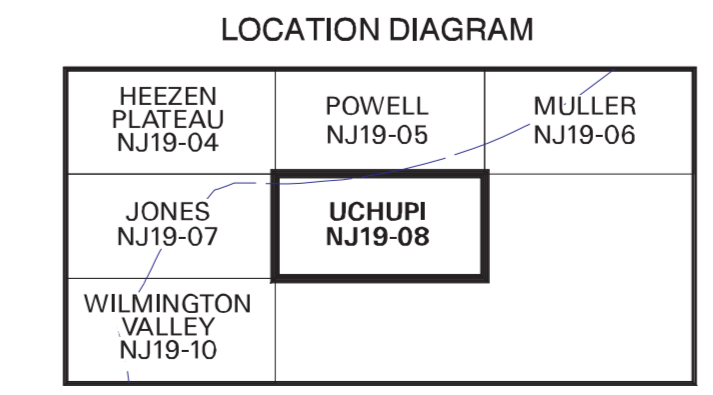 LOCATION DIAGRAM
HEEZEN
PLATEAU
NJ19-04
POWELL
NJ19-05
MULLER
NJ19-06
JONES
NJ19-07
UCHUPI
NJ19-08
WILMINGTON
VALLEY
NJ19-10